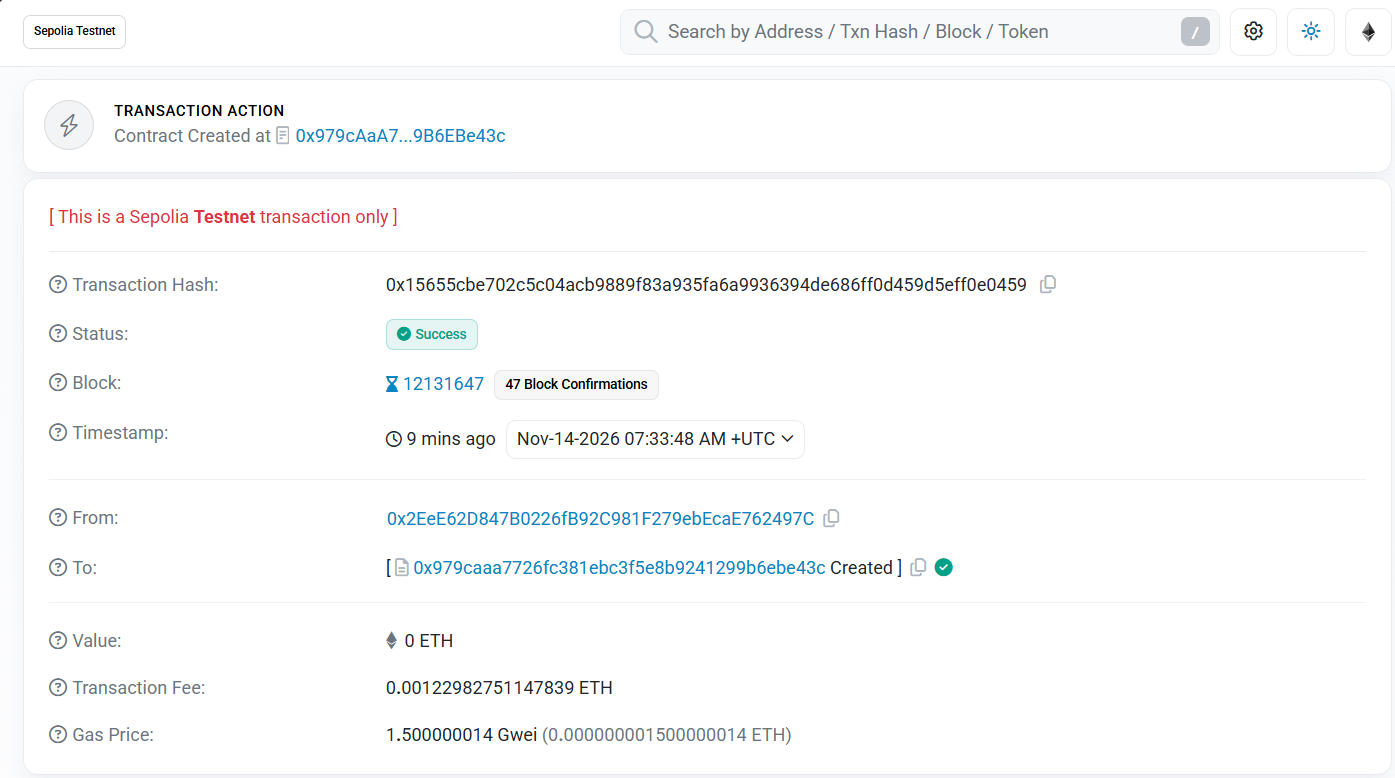 Sepolia Testnet
Search by Address / Txn Hash / Block / Token
/
TRANSACTION ACTION
Contract Created at 0x979cAaA7...9B6EBe43c
[ This is a Sepolia Testnet transaction only ]
Transaction Hash: 0x15655cbe702c5c04acb9889f83a935fa6a9936394de686ff0d459d5eff0e0459
Status: Success
Block: 12131647 47 Block Confirmations
Timestamp: 9 mins ago Nov-14-2026 07:33:48 AM +UTC
From: 0x2EeE62D847B0226fB92C981F279ebEcaE762497C
To: [ 0x979caaa7726fc381ebc3f5e8b9241299b6ebe43c Created ]
Value: 0 ETH
Transaction Fee: 0.00122982751147839 ETH
Gas Price: 1.500000014 Gwei (0.000000001500000014 ETH)